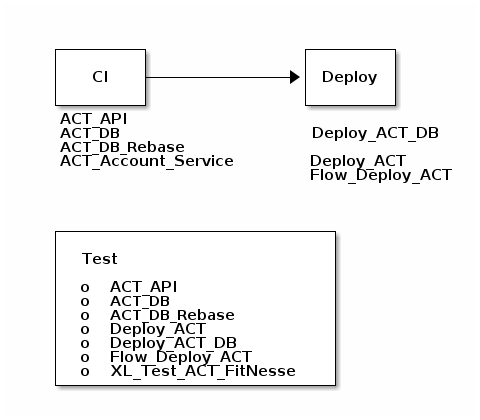 CI
Deploy
ACT_API
ACT_DB
ACT_DB_Rebase
ACT_Account_Service
Deploy_ACT_DB
Deploy_ACT
Flow_Deploy_ACT
Test
o ACT_API
o ACT_DB
o ACT_DB_Rebase
o Deploy_ACT
o Deploy_ACT_DB
o Flow_Deploy_ACT
o XL_Test_ACT_FitNesse